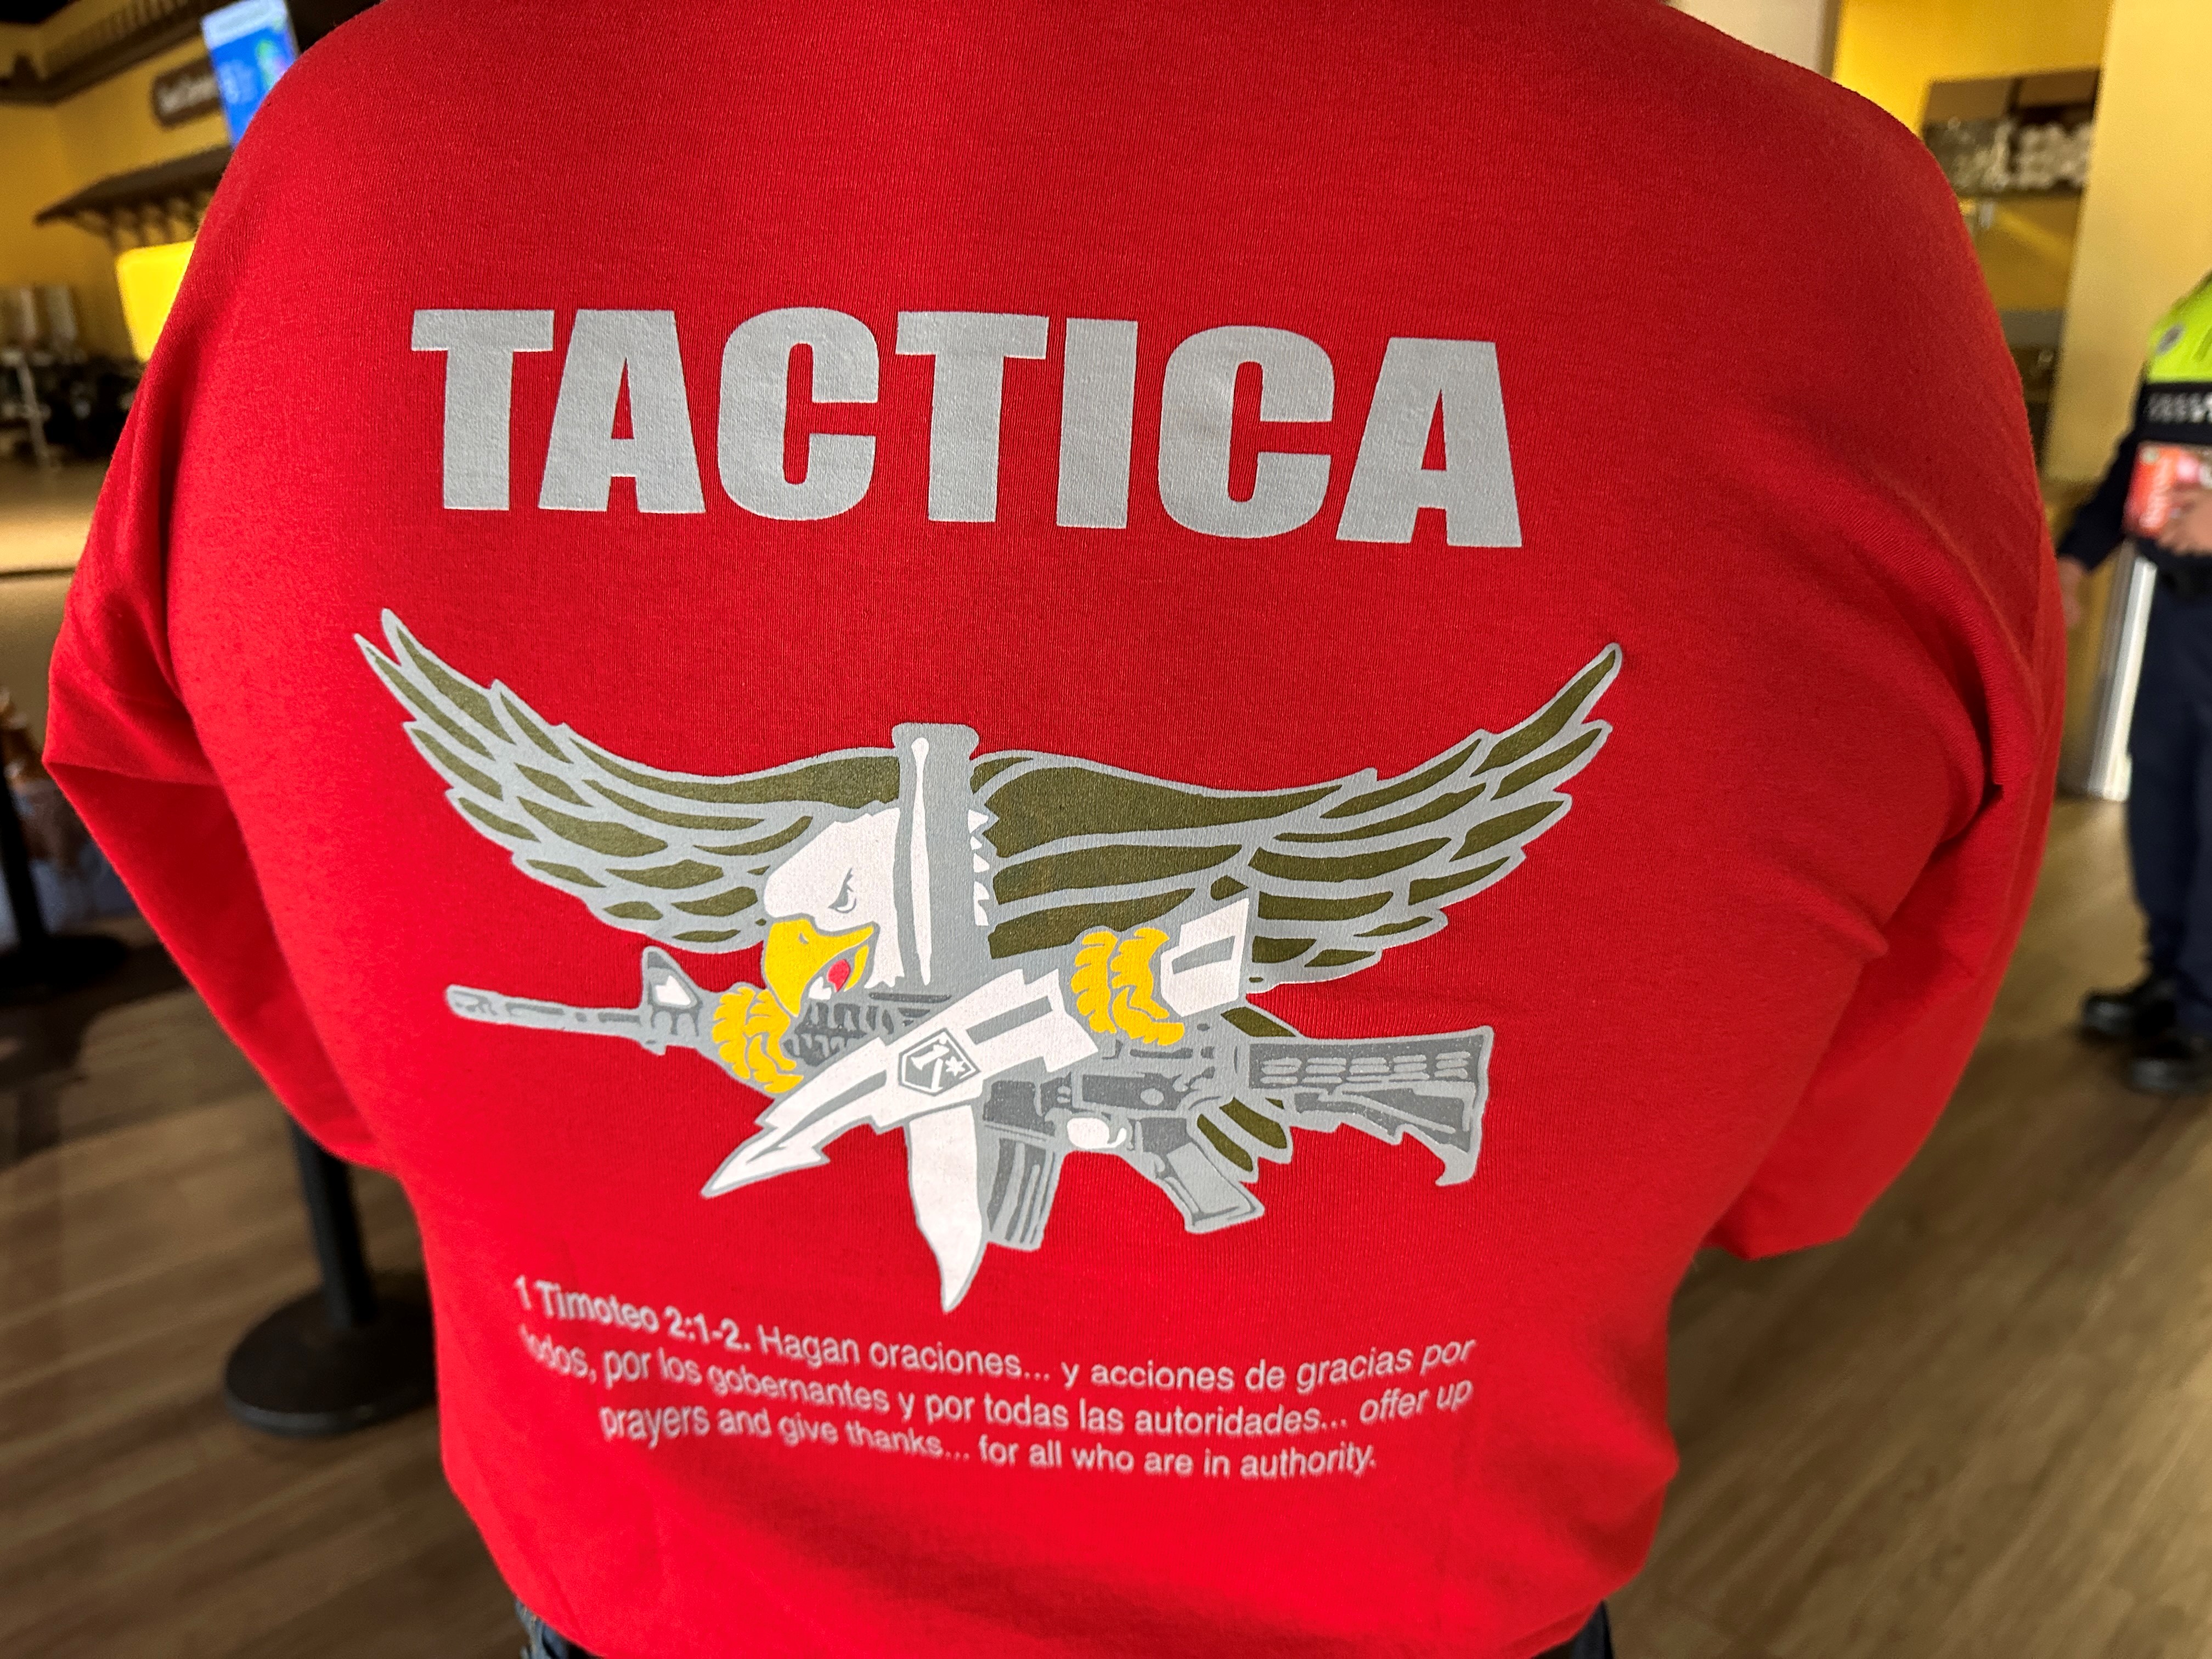 TACTICA
1 Timoteo 2:1-2. Hagan oraciones... y acciones de gracias por
todos, por los gobernantes y por todas las autoridades... offer up
prayers and give thanks... for all who are in authority.